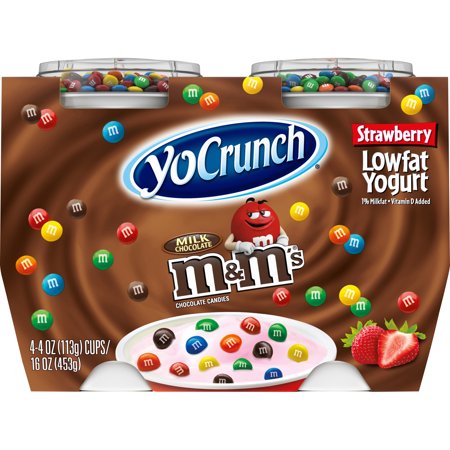 yoCrunch®
Strawberry
Lowfat
Yogurt
1% Milkfat • Vitamin D Added
MILK
CHOCOLATE
m&m's
CHOCOLATE CANDIES
4-4 OZ (113g) CUPS/
16 OZ (453g)